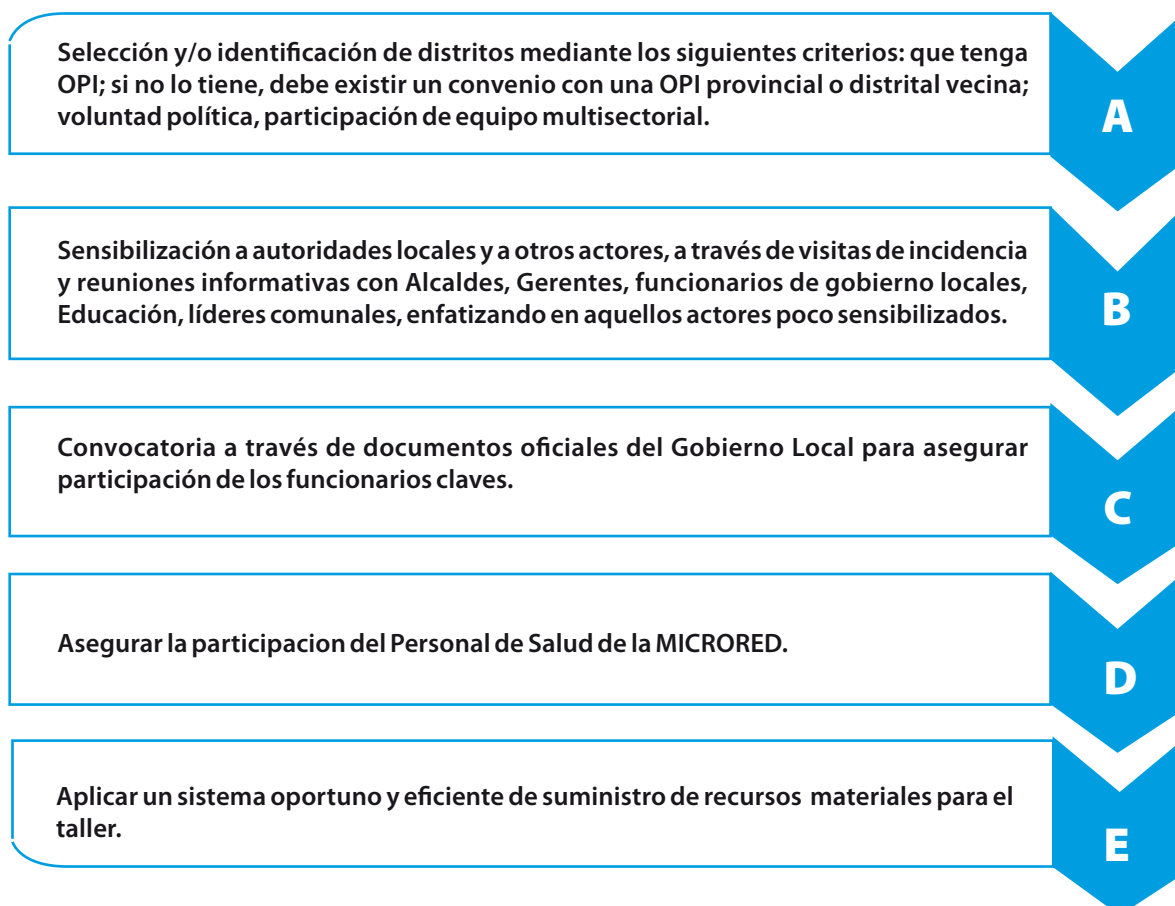 Selección y/o identificación de distritos mediante los siguientes criterios: que tenga
OPI; si no lo tiene, debe existir un convenio con una OPI provincial o distrital vecina;
voluntad política, participación de equipo multisectorial.
A
Sensibilización a autoridades locales y a otros actores, a través de visitas de incidencia
y reuniones informativas con Alcaldes, Gerentes, funcionarios de gobierno locales,
Educación, líderes comunales, enfatizando en aquellos actores poco sensibilizados.
B
Convocatoria a través de documentos oficiales del Gobierno Local para asegurar
participación de los funcionarios claves.
C
Asegurar la participacion del Personal de Salud de la MICRORED.
D
Aplicar un sistema oportuno y eficiente de suministro de recursos materiales para el
taller.
E